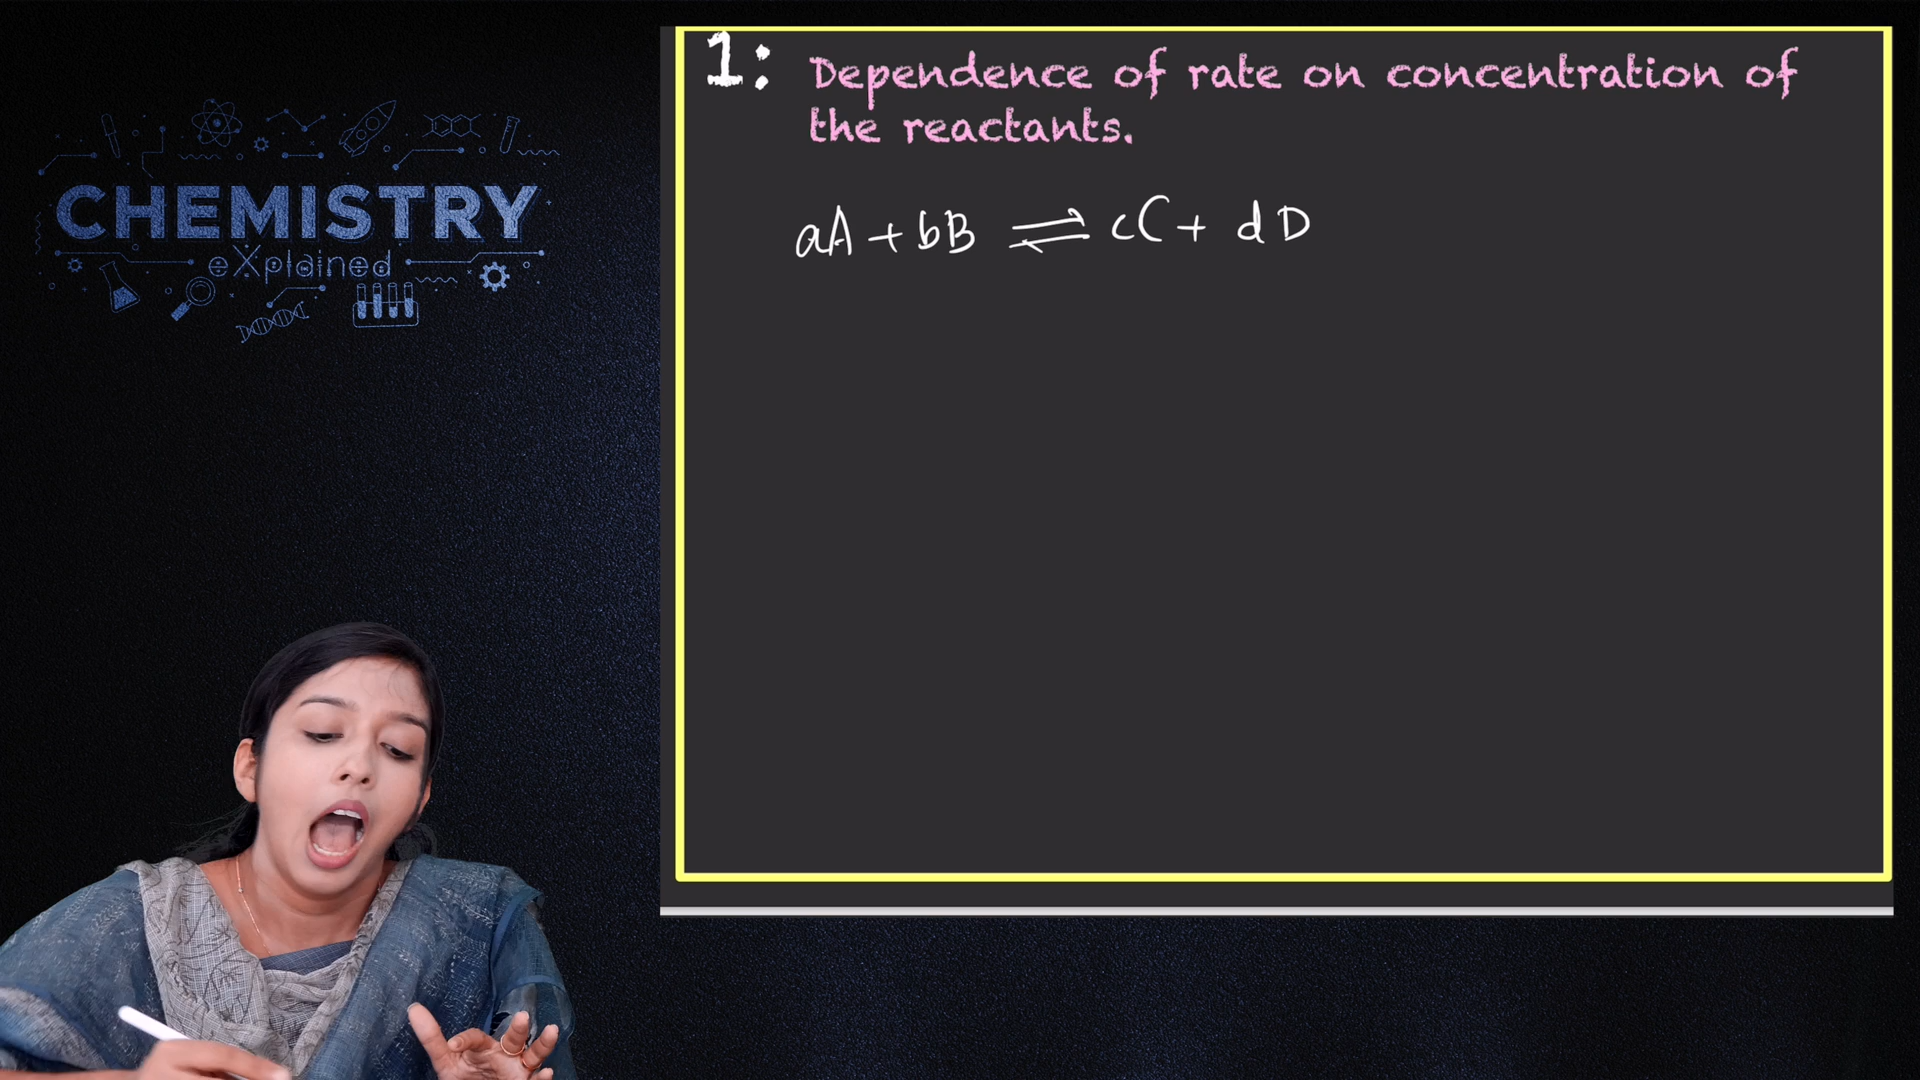 CHEMISTRY
eXplained
1: Dependence of rate on concentration of
the reactants.
aA + bB ⇌ cC + dD